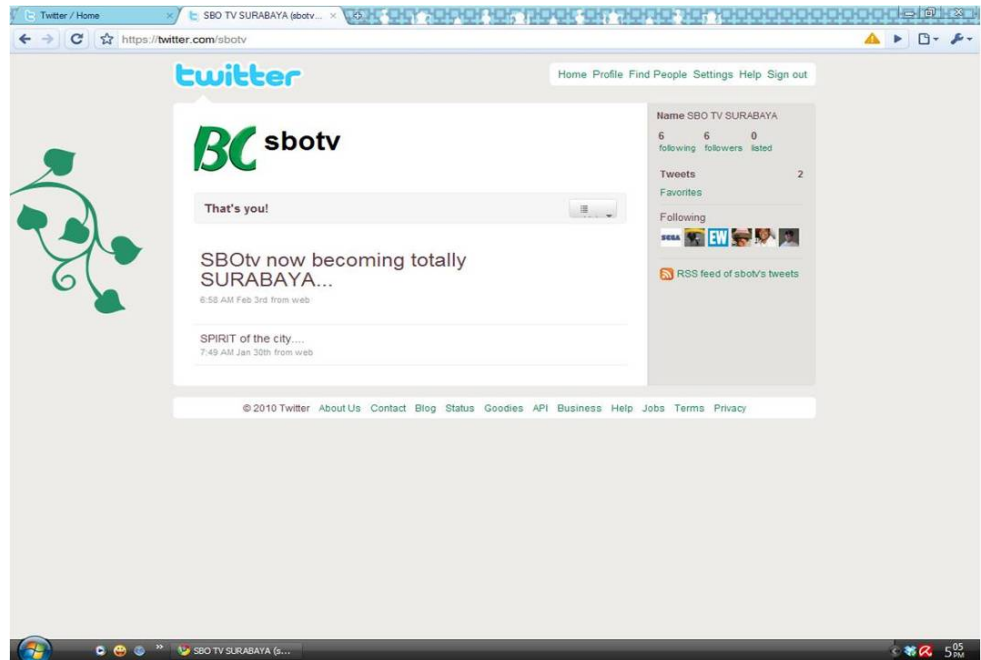 Twitter / Home
SBO TV SURABAYA (sbotv...
https://twitter.com/sbotv
twitter
Home Profile Find People Settings Help Sign out
BC sbotv
That's you!
SBOtv now becoming totally
SURABAYA...
6:58 AM Feb 3rd from web
SPIRIT of the city....
7:49 AM Jan 30th from web
Name SBO TV SURABAYA
6 6 0
following followers listed
Tweets 2
Favorites
Following
SEGA EW
RSS feed of sbotv's tweets
© 2010 Twitter About Us Contact Blog Status Goodies API Business Help Jobs Terms Privacy
SBO TV SURABAYA (s...
5 05 PM